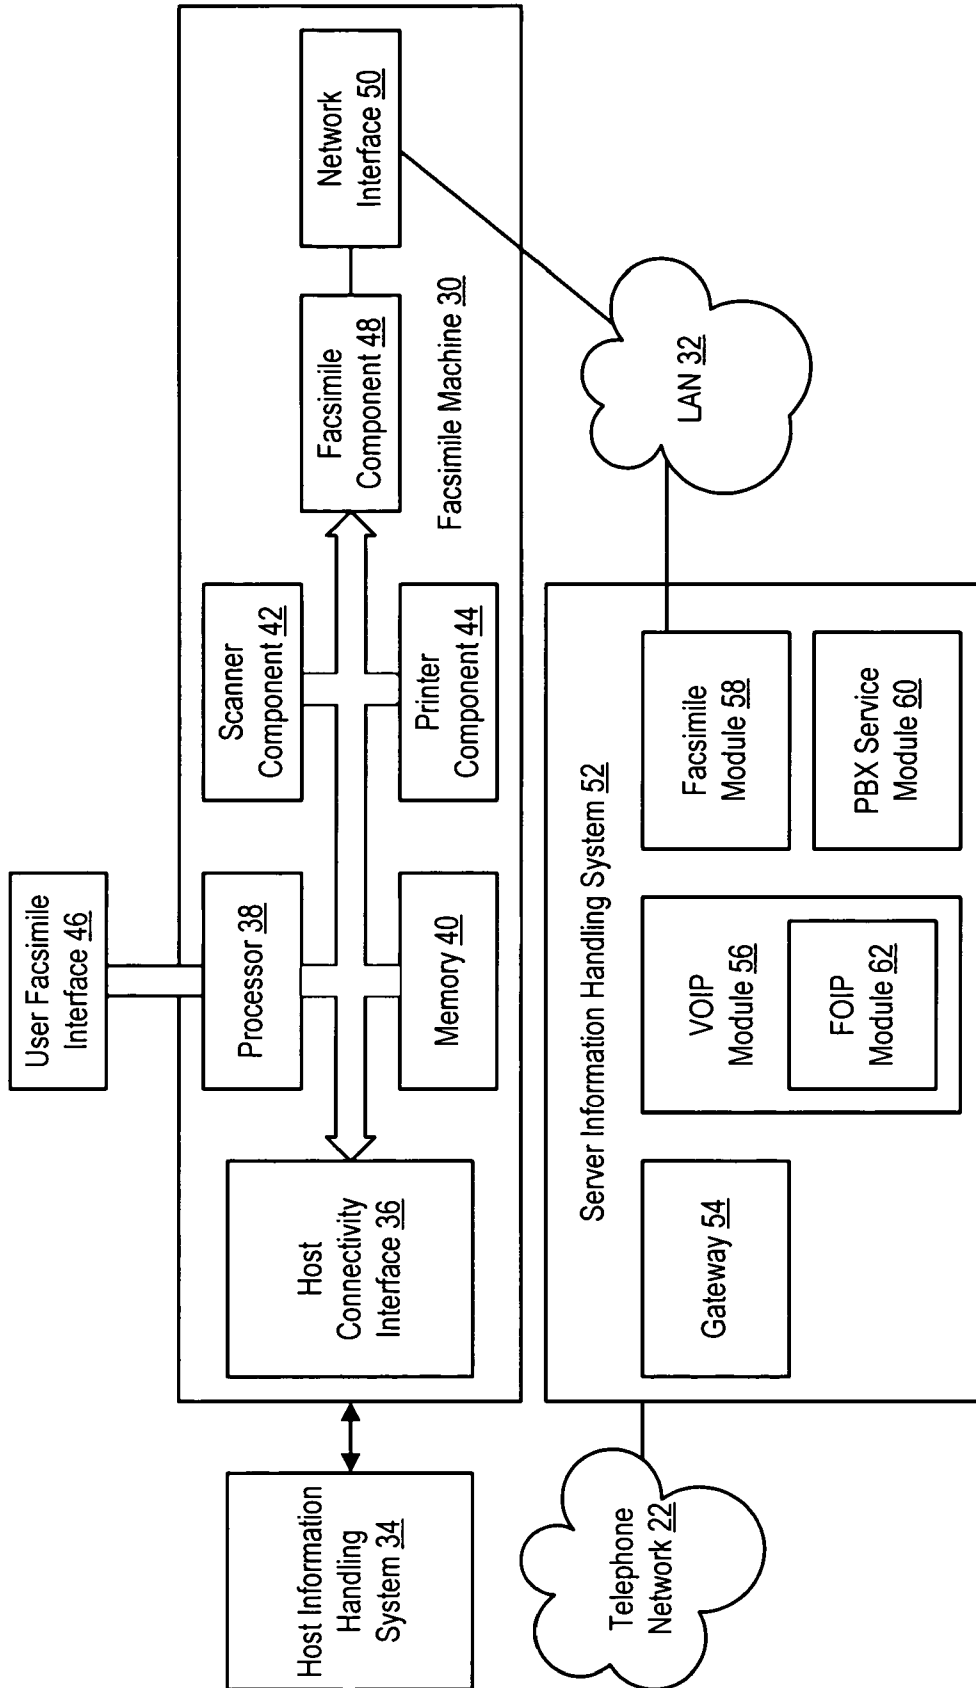 User Facsimile
Interface 46
Host Information
Handling
System 34
Host
Connectivity
Interface 36
Processor 38
Memory 40
Scanner
Component 42
Printer
Component 44
Facsimile
Component 48
Network
Interface 50
Facsimile Machine 30
Telephone
Network 22
Server Information Handling System 52
Gateway 54
VOIP
Module 56
FOIP
Module 62
Facsimile
Module 58
PBX Service
Module 60
LAN 32